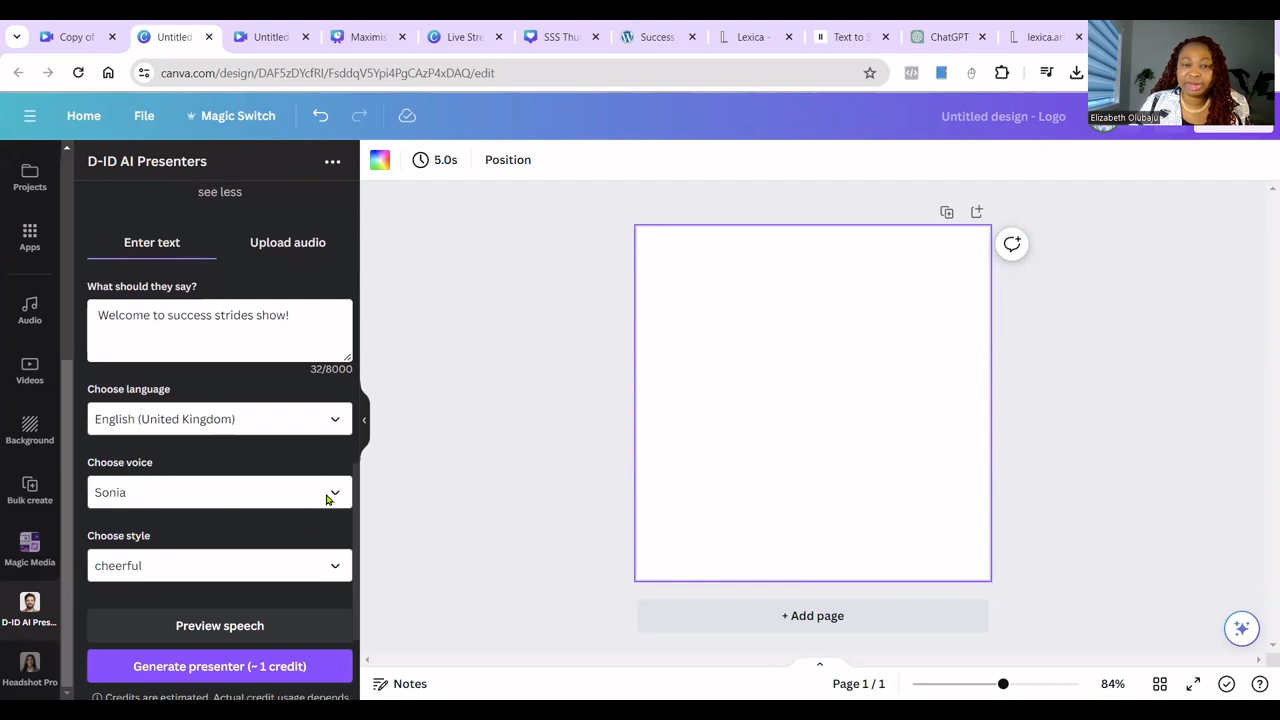 Copy of
Untitled
Untitled
Maximis
Live Stre
SSS Thu
Success
Lexica -
Text to S
ChatGPT
lexica.ar
canva.com/design/DAF5zDYcfRI/FsddqV5Ypi4PgCAzP4xDAQ/edit
Elizabeth Olubaju
Home
File
Magic Switch
Untitled design - Logo
D-ID AI Presenters
5.0s
Position
Projects
Apps
Audio
Videos
Background
Bulk create
Magic Media
D-ID AI Pres...
Headshot Pro
see less
Enter text
Upload audio
What should they say?
Welcome to success strides show!
32/8000
Choose language
English (United Kingdom)
Choose voice
Sonia
Choose style
cheerful
Preview speech
Generate presenter (~ 1 credit)
Credits are estimated. Actual credit usage depends
+ Add page
Notes
Page 1 / 1
84%